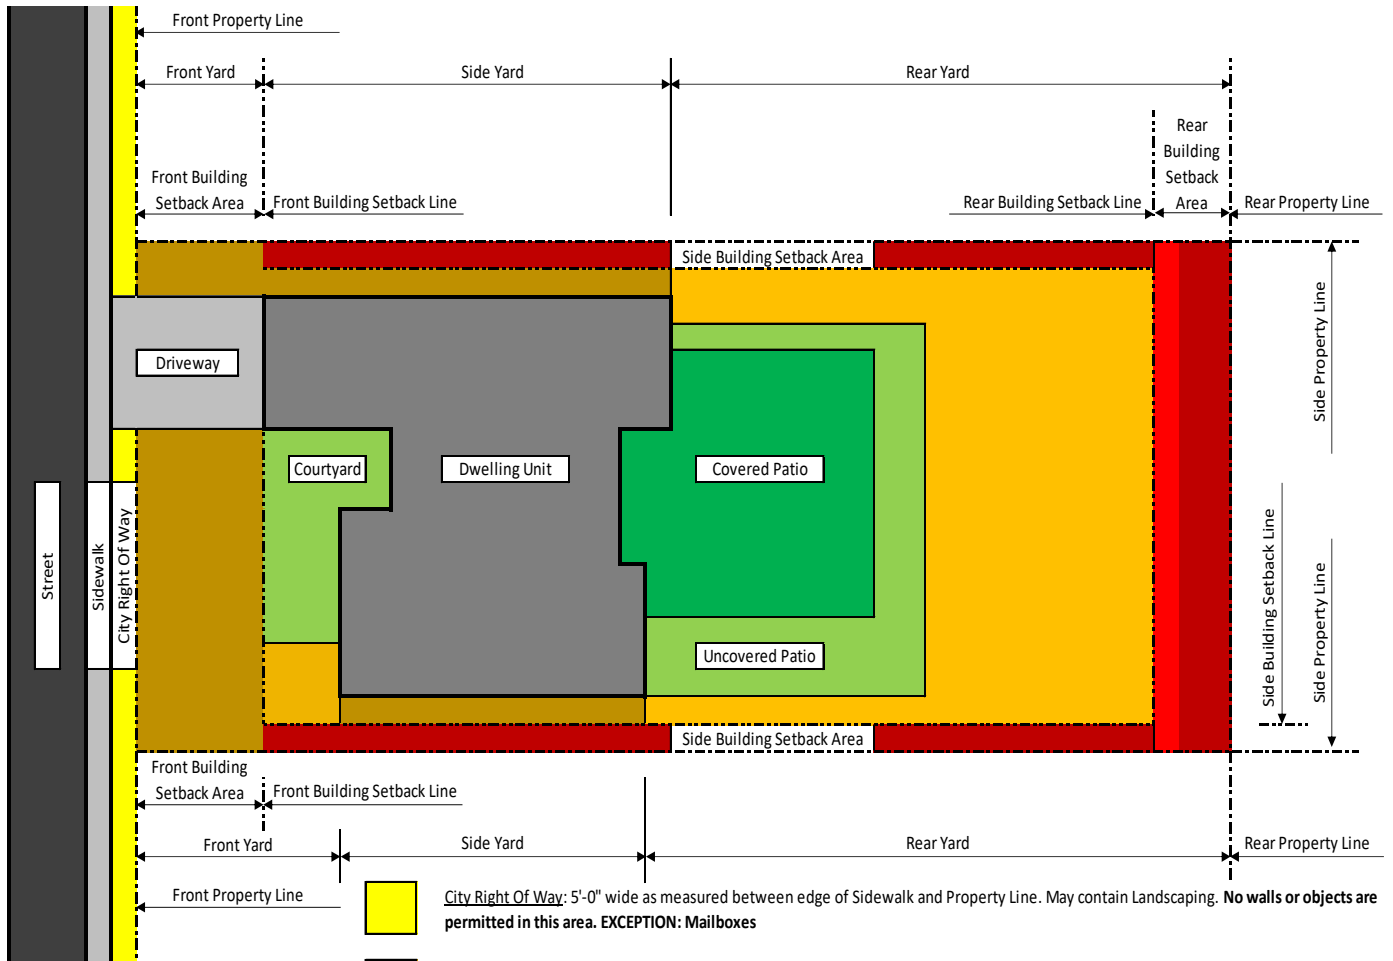 Front Property Line
Front Yard
Side Yard
Rear Yard
Rear
Building
Setback
Area
Front Building
Setback Area
Front Building Setback Line
Rear Building Setback Line
Rear Property Line
Side Building Setback Area
Side Property Line
Driveway
Courtyard
Dwelling Unit
Covered Patio
Street
Sidewalk
City Right Of Way
Side Building Setback Line
Side Property Line
Uncovered Patio
Side Building Setback Area
Front Building
Setback Area
Front Building Setback Line
Front Yard
Side Yard
Rear Yard
Rear Property Line
Front Property Line
City Right Of Way: 5'-0" wide as measured between edge of Sidewalk and Property Line. May contain Landscaping. No walls or objects are
permitted in this area. EXCEPTION: Mailboxes